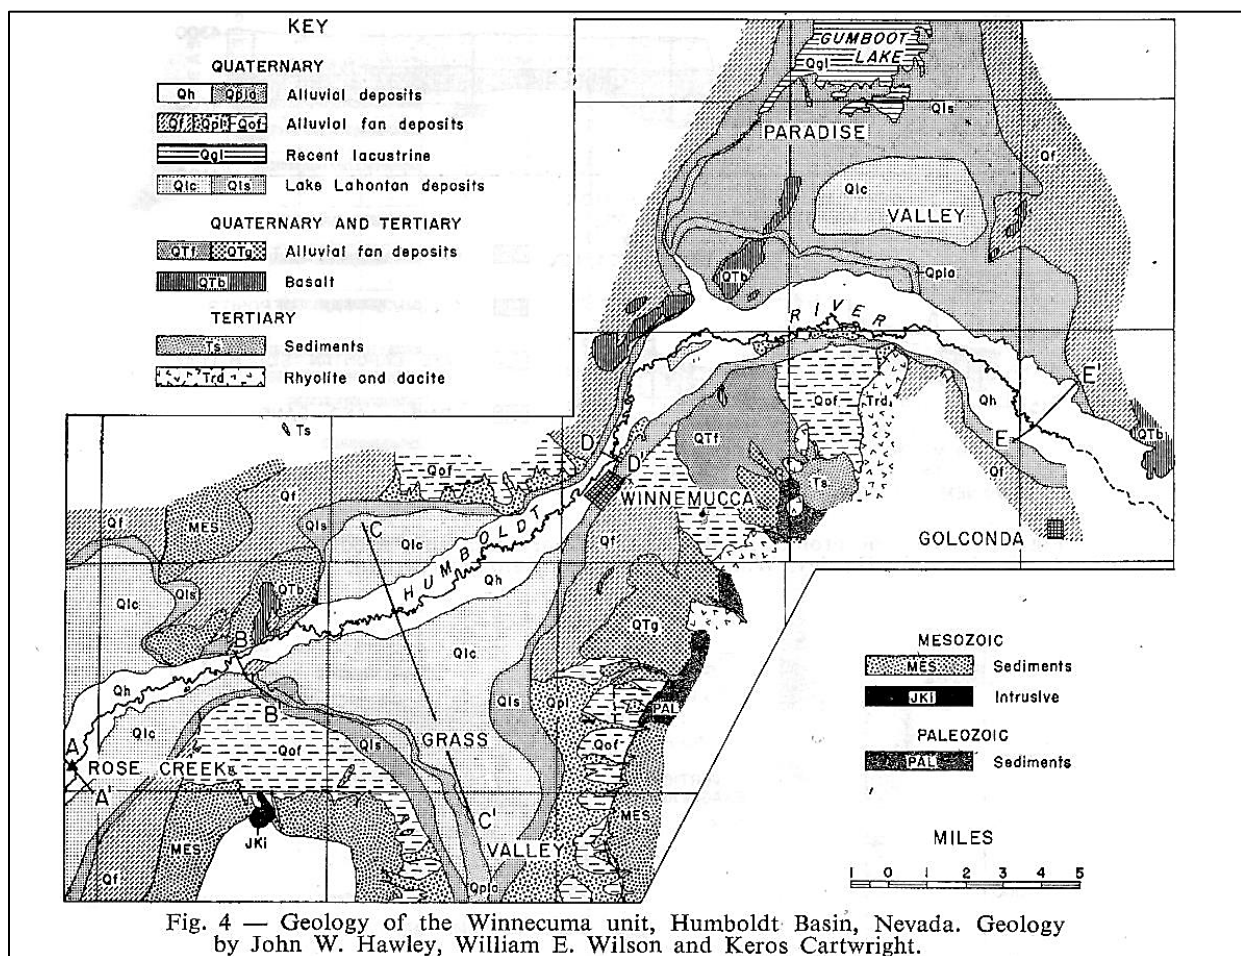 KEY
QUATERNARY
Qh Qpla Alluvial deposits
Qf Qpl Qof Alluvial fan deposits
Qgl Recent lacustrine
Qlc Qls Lake Lahontan deposits
QUATERNARY AND TERTIARY
QTf QTg Alluvial fan deposits
QTb Basalt
TERTIARY
Ts Sediments
Trd Rhyolite and dacite
GUMBOOT
LAKE
Qgl
Qls
PARADISE
Qf
Qlc
VALLEY
QTb
Qpla
RIVER
E'
Qof
Trd
Qh
QTf
E
QTb
Ts
D
D'
Qof
Ts
Qf
WINNEMUCCA
GOLCONDA
Qf
MES
Qf
Qls
C
Qlc
HUMBOLDT
Qf
Qh
Qlc
Qls
QTb
B
Qlc
QTg
Qh
B'
Qls
Qpl
PAL
Qlc
Qof
Qls
GRASS
Qof
A
ROSE CREEK
A'
C'
JKi
MES
VALLEY
MES
Qf
Qpla
MESOZOIC
MES Sediments
JKi Intrusive
PALEOZOIC
PAL Sediments
MILES
1 0 1 2 3 4 5
Fig. 4 — Geology of the Winnecuma unit, Humboldt Basin, Nevada. Geology
by John W. Hawley, William E. Wilson and Keros Cartwright.